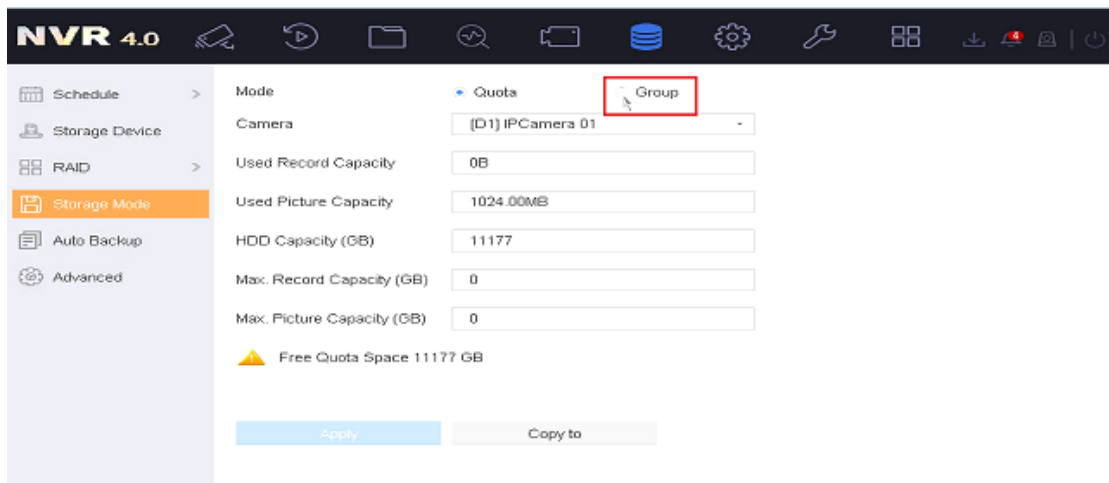 NVR 4.0
4
Schedule >
Storage Device
RAID >
Storage Mode
Auto Backup
Advanced
Mode Quota Group
Camera [D1] IPCamera 01
Used Record Capacity 0B
Used Picture Capacity 1024.00MB
HDD Capacity (GB) 11177
Max. Record Capacity (GB) 0
Max. Picture Capacity (GB) 0
Free Quota Space 11177 GB
Apply Copy to